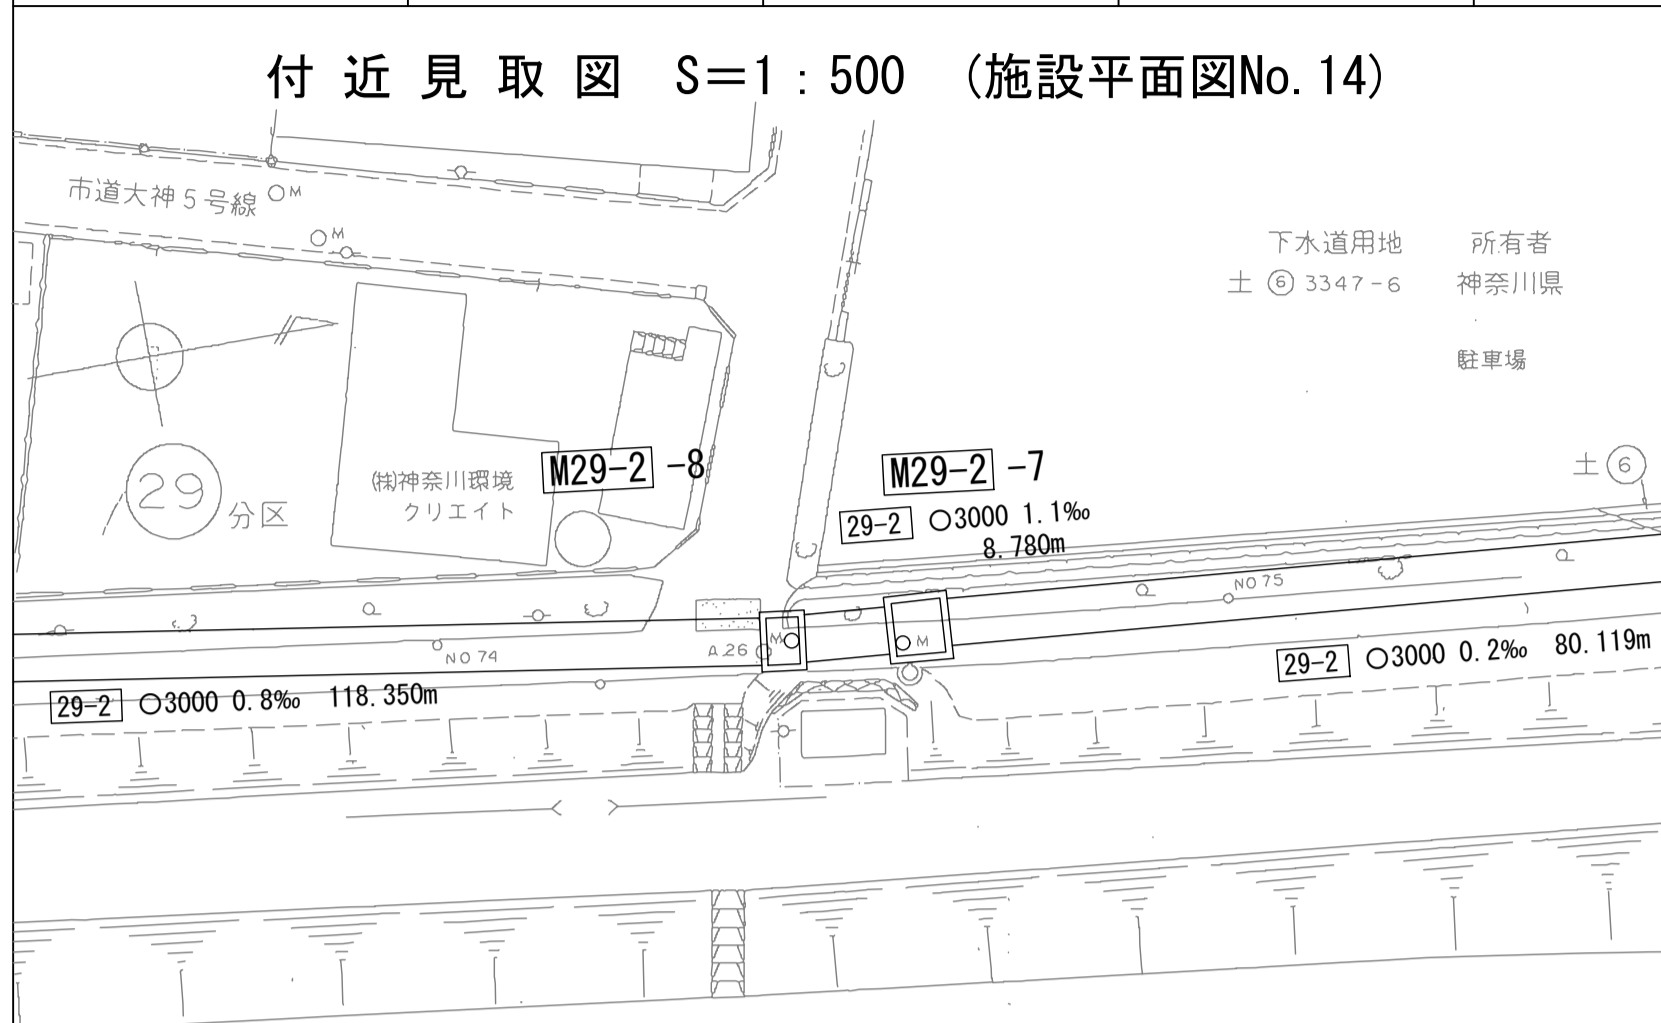 付近見取図 S=1:500 (施設平面図No.14)
市道大神5号線 M
M
下水道用地 所有者
土 ⑥ 3347-6 神奈川県
駐車場
29 分区
㈱神奈川環境
クリエイト
M29-2 -8
M29-2 -7
29-2 ○3000 1.1‰
8.780m
土 ⑥
NO75
NO74
A26
M
M
29-2 ○3000 0.8‰ 118.350m
29-2 ○3000 0.2‰ 80.119m